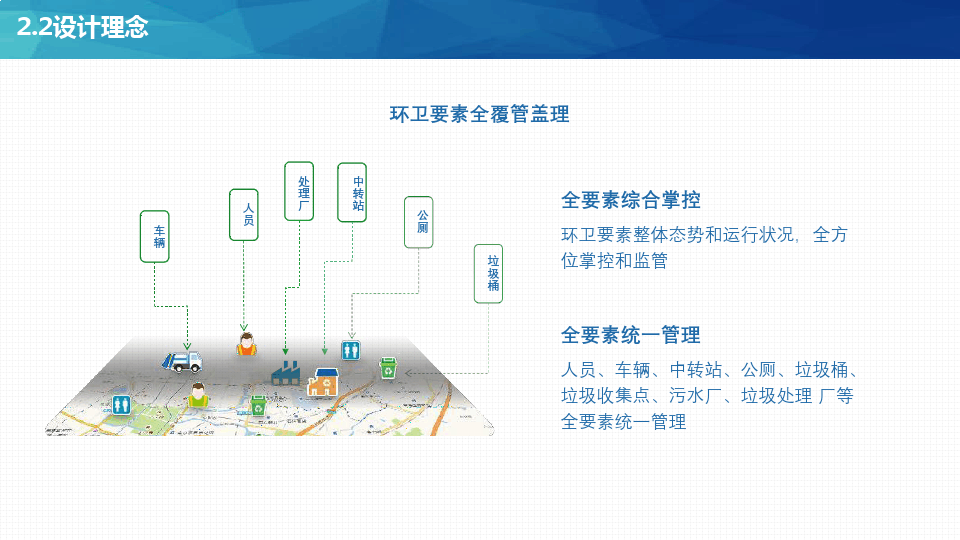 2.2设计理念
环卫要素全覆管盖理
处理厂
中转站
人员
公厕
车辆
垃圾桶
全要素综合掌控
环卫要素整体态势和运行状况，全方
位掌控和监管
全要素统一管理
人员、车辆、中转站、公厕、垃圾桶、
垃圾收集点、污水厂、垃圾处理 厂等
全要素统一管理